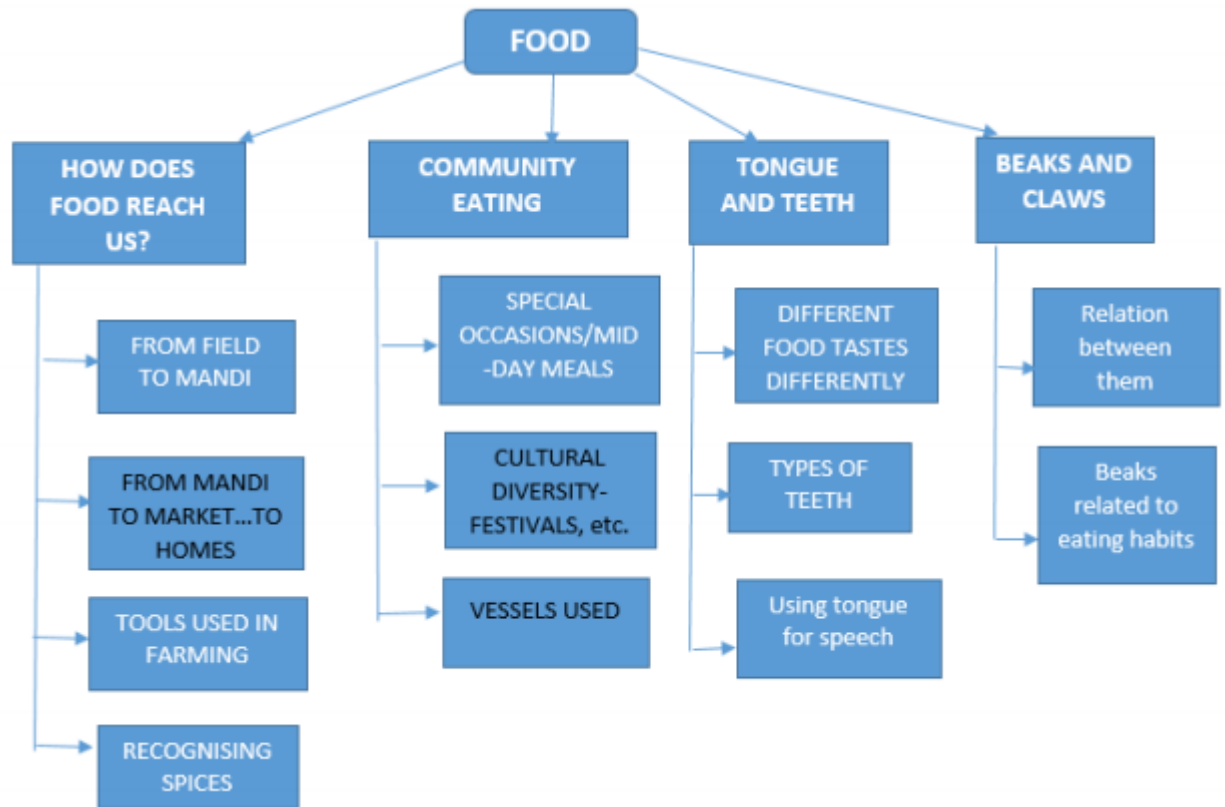 FOOD
HOW DOES
FOOD REACH
US?
FROM FIELD
TO MANDI
FROM MANDI
TO MARKET...TO
HOMES
TOOLS USED IN
FARMING
RECOGNISING
SPICES
COMMUNITY
EATING
SPECIAL
OCCASIONS/MID
-DAY MEALS
CULTURAL
DIVERSITY-
FESTIVALS, etc.
VESSELS USED
TONGUE
AND TEETH
DIFFERENT
FOOD TASTES
DIFFERENTLY
TYPES OF
TEETH
Using tongue
for speech
BEAKS AND
CLAWS
Relation
between
them
Beaks
related to
eating habits